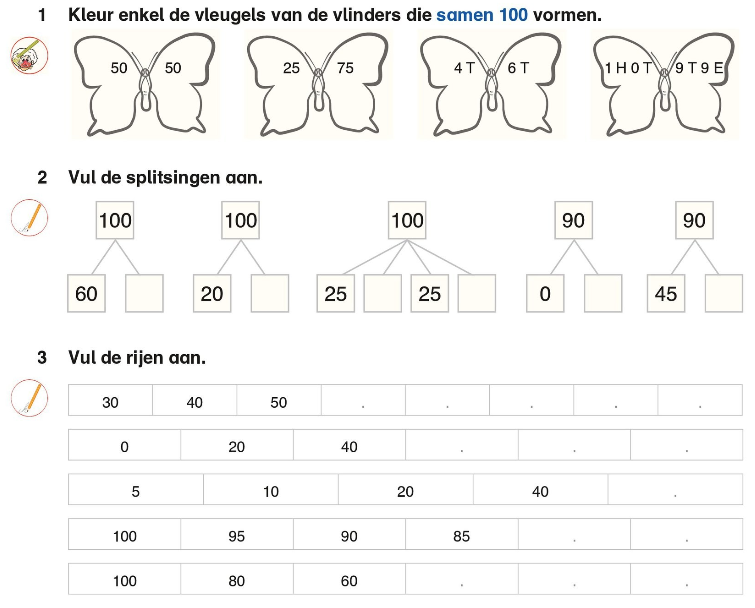 1 Kleur enkel de vleugels van de vlinders die samen 100 vormen.
50 50 25 75 4 T 6 T 1 H 0 T 9 T 9 E
2 Vul de splitsingen aan.
100 100 100 90 90
60 20 25 25 0 45
3 Vul de rijen aan.
30 40 50 . . . . .
0 20 40 . . .
5 10 20 40 .
100 95 90 85 . .
100 80 60 . . .